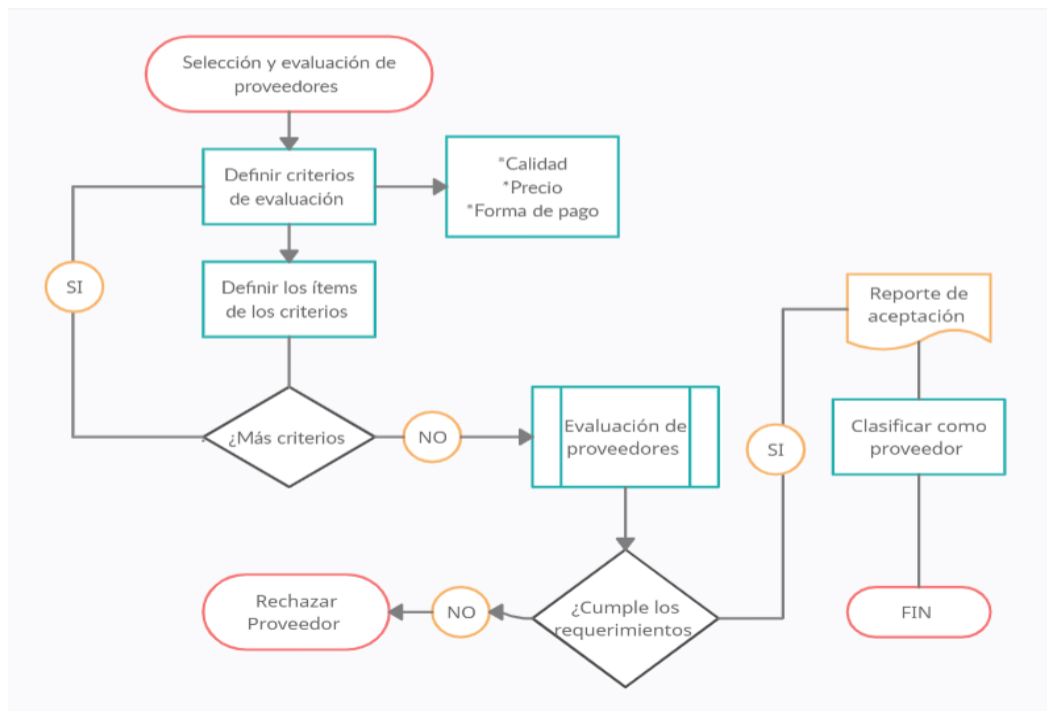 Selección y evaluación de
proveedores
Definir criterios
de evaluación
*Calidad
*Precio
*Forma de pago
SI
Definir los ítems
de los criterios
¿Más criterios
NO
Evaluación de
proveedores
¿Cumple los
requerimientos
NO
Rechazar
Proveedor
SI
Reporte de
aceptación
Clasificar como
proveedor
FIN